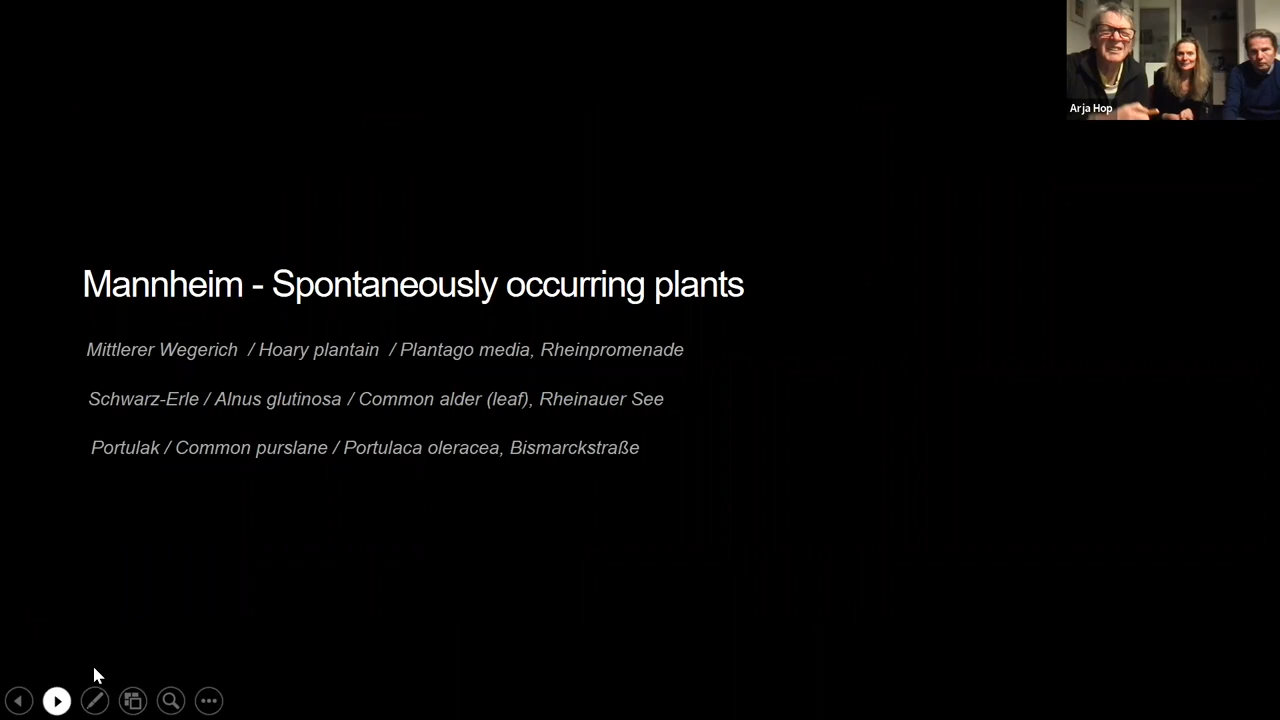 Arja Hop
Mannheim - Spontaneously occurring plants
Mittlerer Wegerich / Hoary plantain / Plantago media, Rheinpromenade
Schwarz-Erle / Alnus glutinosa / Common alder (leaf), Rheinauer See
Portulak / Common purslane / Portulaca oleracea, Bismarckstraße